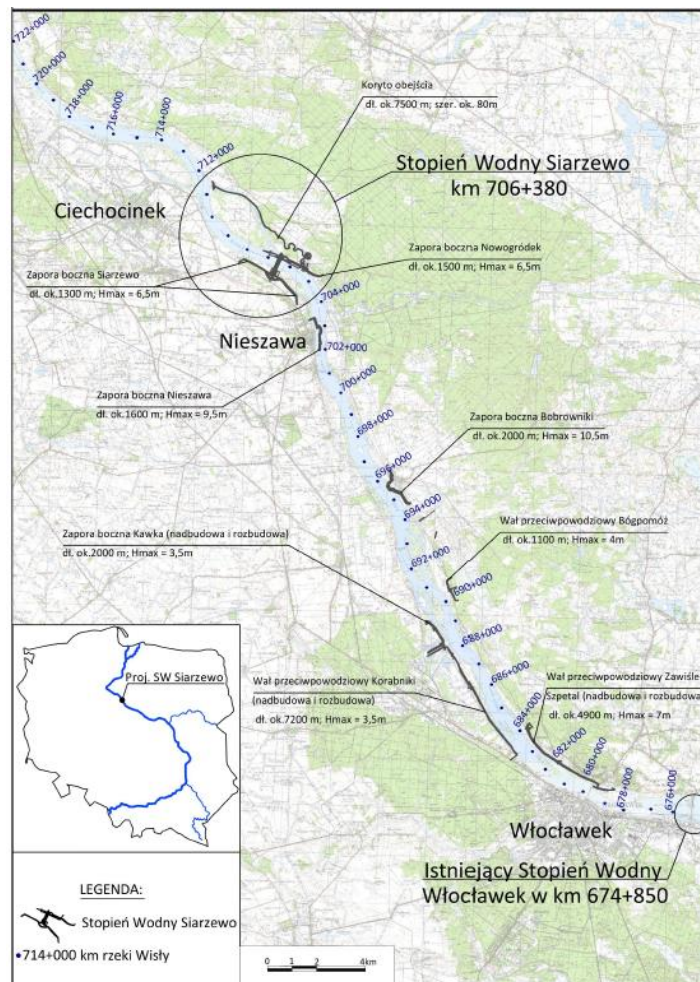 722+000
720+000
718+000
716+000
714+000
712+000
Koryto obejścia
dł. ok.7500 m; szer. ok. 80m
Stopień Wodny Siarzewo
km 706+380
Ciechocinek
Zapora boczna Nowogródek
dł. ok.1500 m; Hmax = 6,5m
Zapora boczna Siarzewo
dł. ok.1300 m; Hmax = 6,5m
704+000
Nieszawa
702+000
700+000
Zapora boczna Nieszawa
dł. ok.1600 m; Hmax = 9,5m
698+000
Zapora boczna Bobrowniki
dł. ok.2000 m; Hmax = 10,5m
696+000
694+000
Zapora boczna Kawka (nadbudowa i rozbudowa)
dł. ok.2000 m; Hmax = 3,5m
Wał przeciwpowodziowy Bógpomóż
dł. ok.1100 m; Hmax = 4m
692+000
690+000
688+000
Wał przeciwpowodziowy Korabniki
(nadbudowa i rozbudowa)
dł. ok.7200 m; Hmax = 3,5m
686+000
Wał przeciwpowodziowy Zawiśle
Szpetal (nadbudowa i rozbudowa
dł. ok.4900 m; Hmax = 7m
684+000
682+000
680+000
678+000
676+000
Włocławek
Istniejący Stopień Wodny
Włocławek w km 674+850
Proj. SW Siarzewo
LEGENDA:
Stopień Wodny Siarzewo
714+000 km rzeki Wisły
0 1 2 4km